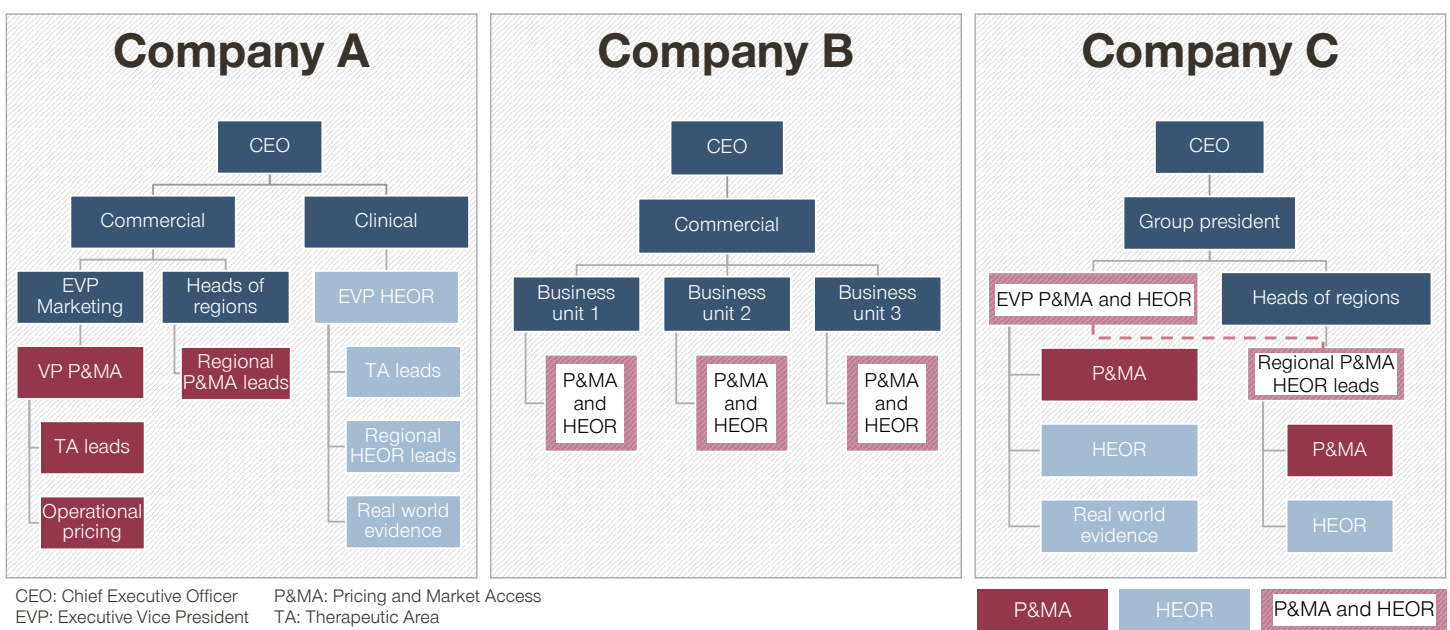 Company A
CEO
Commercial
Clinical
EVP
Marketing
Heads of
regions
EVP HEOR
VP P&MA
Regional
P&MA leads
TA leads
TA leads
Regional
HEOR leads
Operational
pricing
Real world
evidence
Company B
CEO
Commercial
Business
unit 1
Business
unit 2
Business
unit 3
P&MA
and
HEOR
P&MA
and
HEOR
P&MA
and
HEOR
Company C
CEO
Group president
EVP P&MA and HEOR
Heads of regions
P&MA
Regional P&MA
HEOR leads
HEOR
P&MA
Real world
evidence
HEOR
CEO: Chief Executive Officer
P&MA: Pricing and Market Access
EVP: Executive Vice President
TA: Therapeutic Area
P&MA
HEOR
P&MA and HEOR